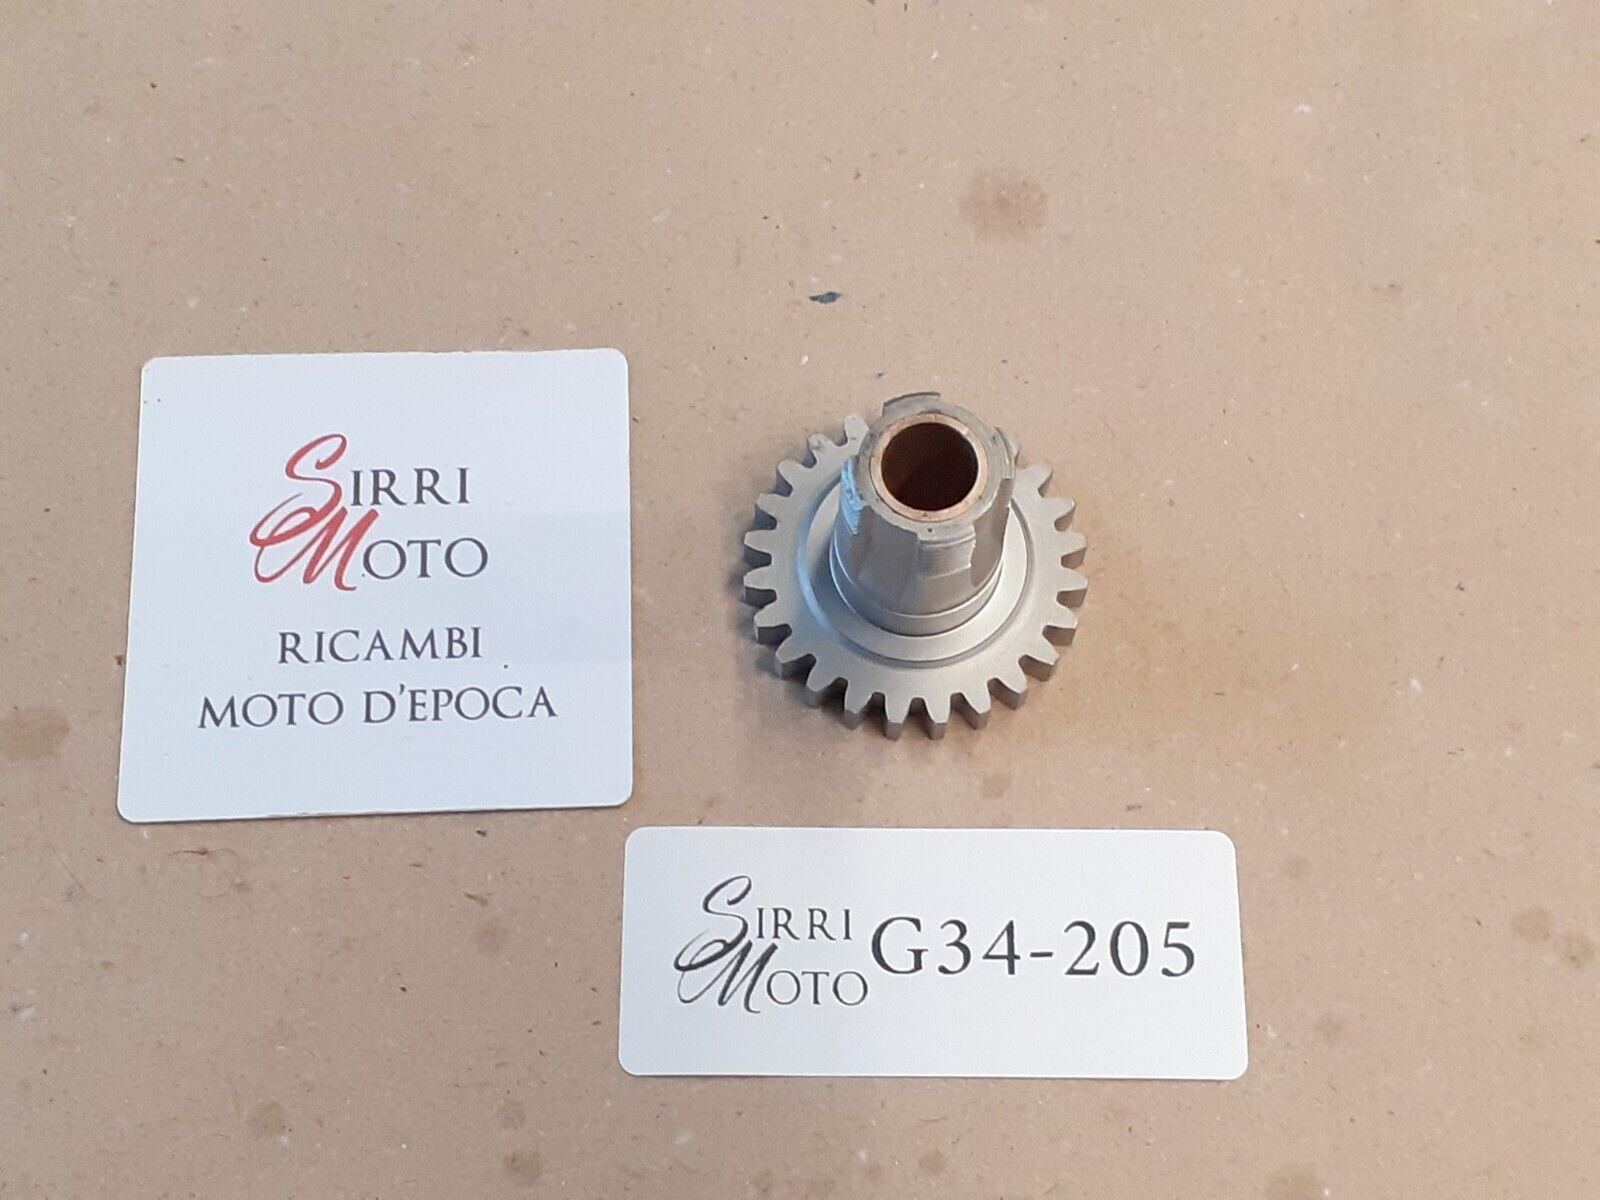 SIRRI
MOTO
RICAMBI
MOTO D'EPOCA
SIRRI
MOTO
G34-205